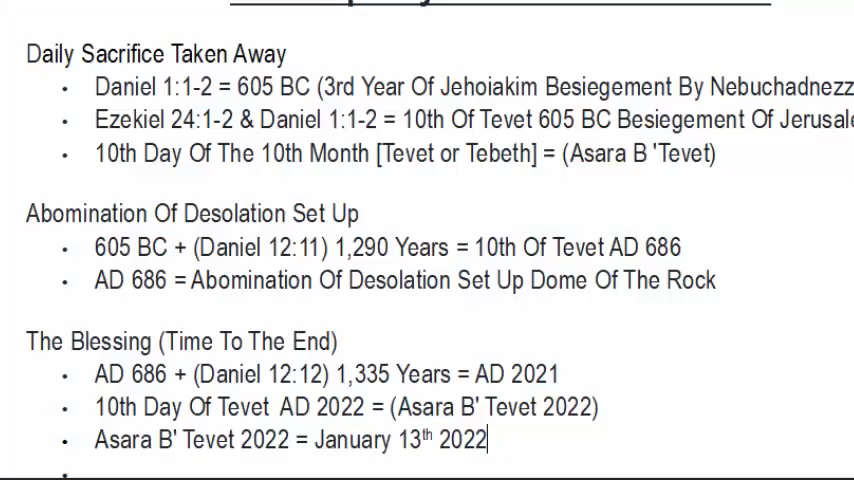 Daily Sacrifice Taken Away
• Daniel 1:1-2 = 605 BC (3rd Year Of Jehoiakim Besiegement By Nebuchadnezz
• Ezekiel 24:1-2 & Daniel 1:1-2 = 10th Of Tevet 605 BC Besiegement Of Jerusale
• 10th Day Of The 10th Month [Tevet or Tebeth] = (Asara B 'Tevet)
Abomination Of Desolation Set Up
• 605 BC + (Daniel 12:11) 1,290 Years = 10th Of Tevet AD 686
• AD 686 = Abomination Of Desolation Set Up Dome Of The Rock
The Blessing (Time To The End)
• AD 686 + (Daniel 12:12) 1,335 Years = AD 2021
• 10th Day Of Tevet AD 2022 = (Asara B' Tevet 2022)
• Asara B' Tevet 2022 = January 13th 2022